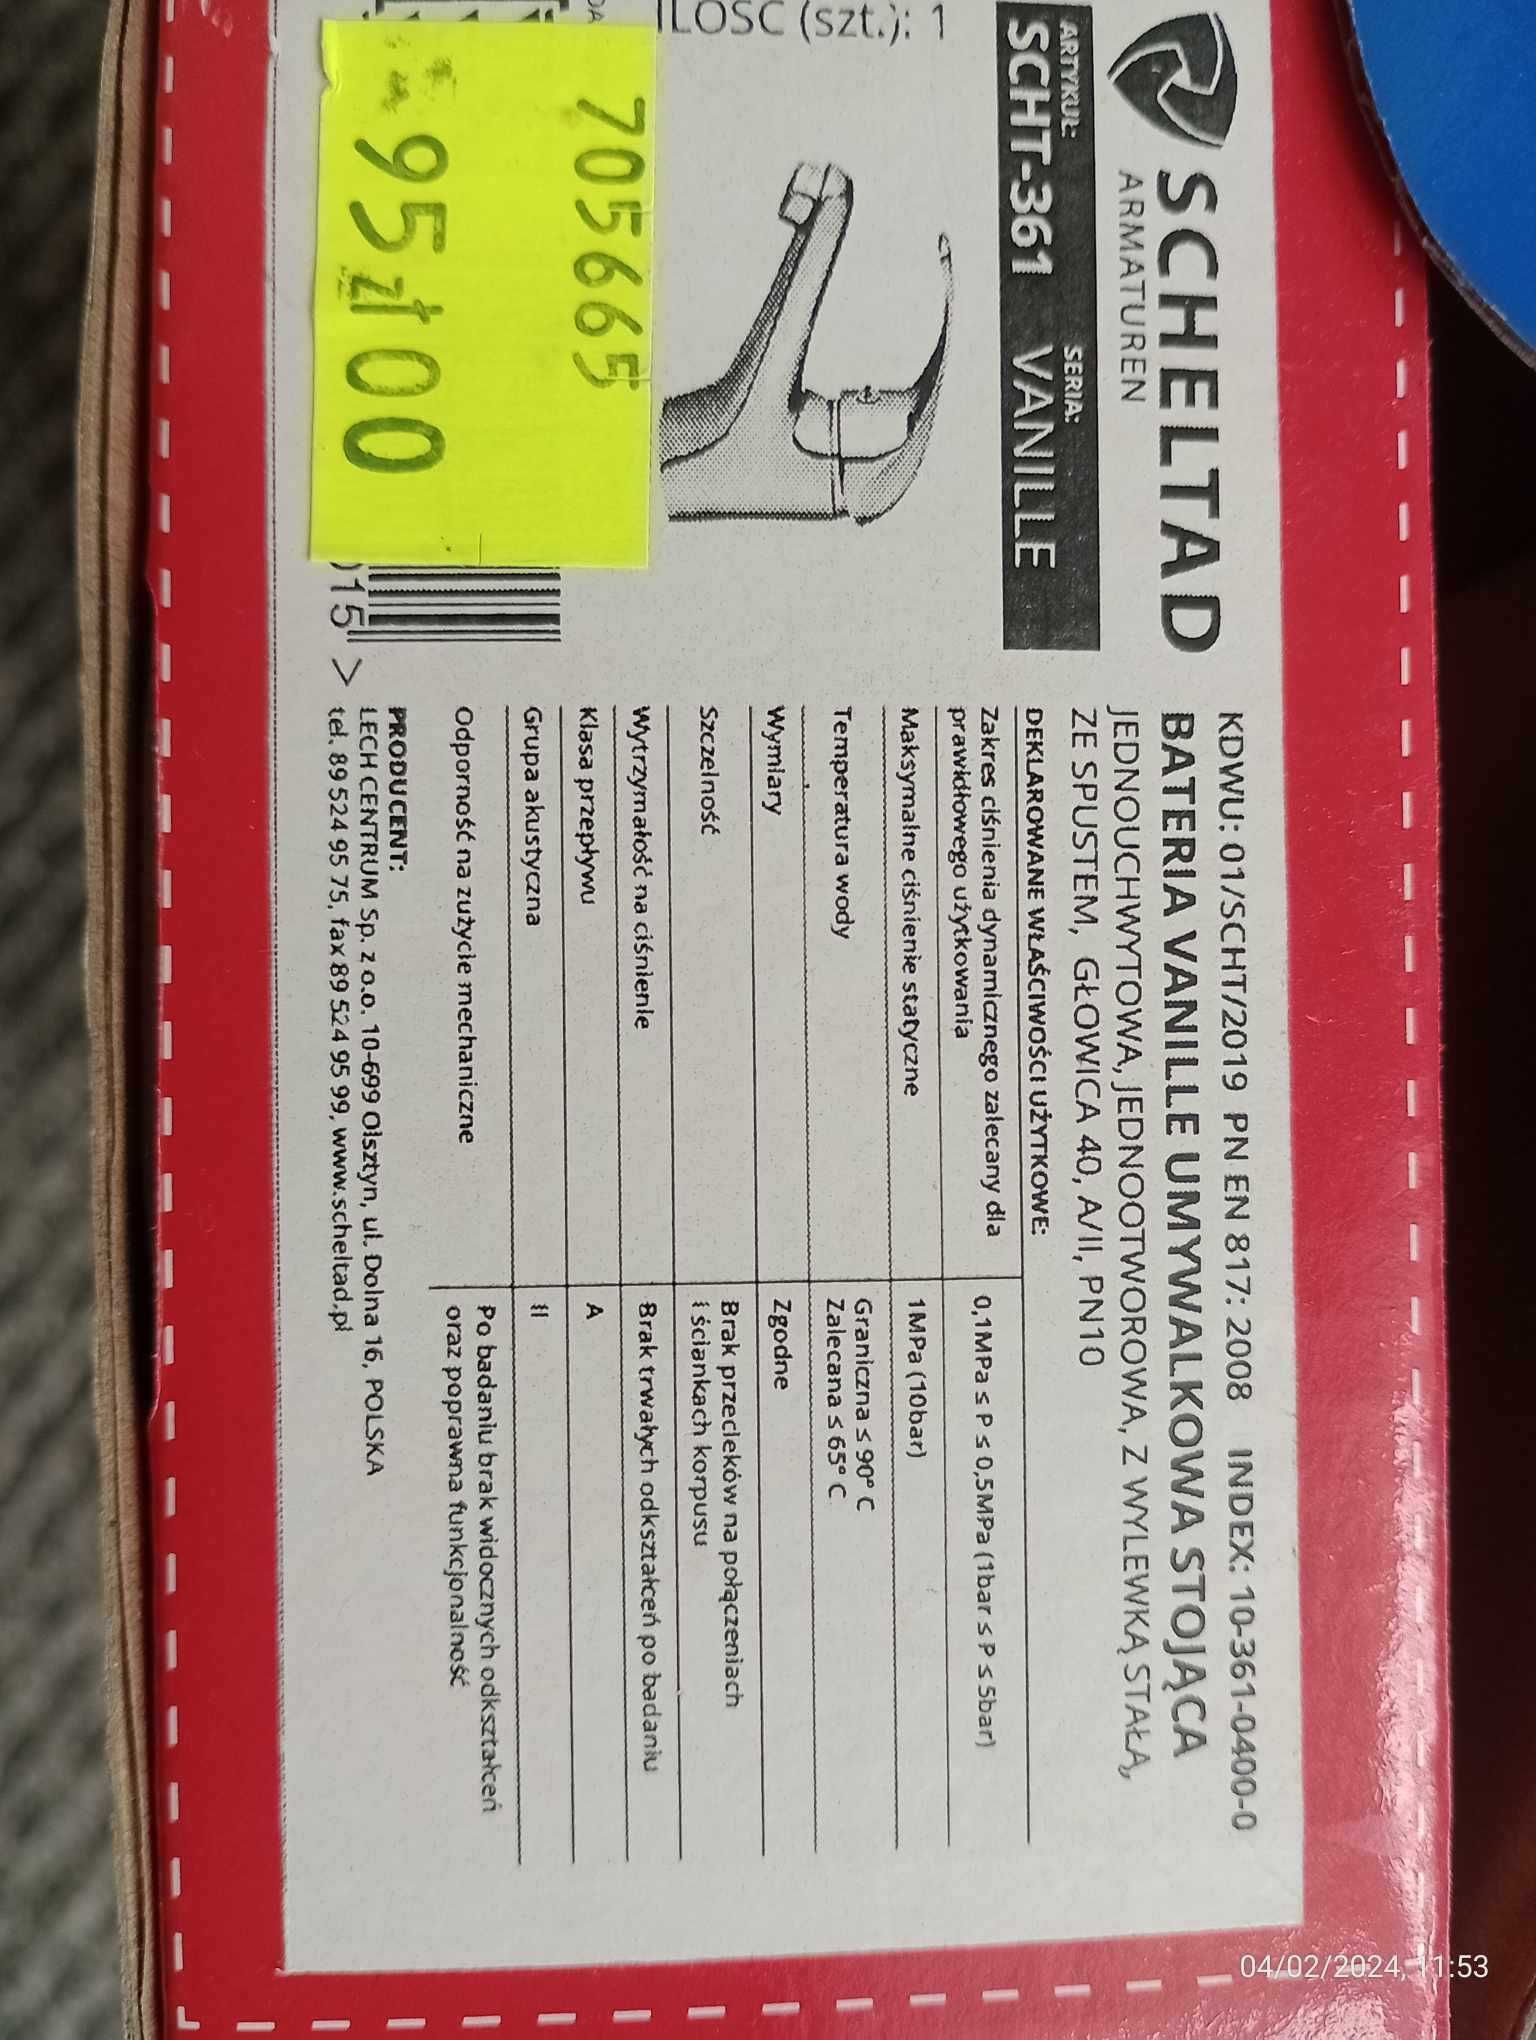 SCHELTAD
ARMATUREN
ARTYKUŁ:
SCHT-361
SERIA:
VANILLE
ILOŚĆ (szt.): 1
705665
95zł00
015
>
KDWU: 01/SCHT/2019 PN EN 817: 2008 INDEX: 10-361-0400-0
BATERIA VANILLE UMYWALKOWA STOJĄCA
JEDNOUCHWYTOWA, JEDNOOTWOROWA, Z WYLEWKĄ STAŁĄ,
ZE SPUSTEM, GŁOWICA 40, A/II, PN10
DEKLAROWANE WŁAŚCIWOŚCI UŻYTKOWE:
Zakres ciśnienia dynamicznego zalecany dla
prawidłowego użytkowania
0,1MPa ≤ P ≤ 0,5MPa (1bar ≤ P ≤ 5bar)
Maksymalne ciśnienie statyczne
1MPa (10bar)
Temperatura wody
Graniczna ≤ 90° C
Zalecana ≤ 65° C
Wymiary
Zgodne
Szczelność
Brak przecieków na połączeniach
i ściankach korpusu
Wytrzymałość na ciśnienie
Brak trwałych odkształceń po badaniu
Klasa przepływu
A
Grupa akustyczna
II
Odporność na zużycie mechaniczne
Po badaniu brak widocznych odkształceń
oraz poprawna funkcjonalność
PRODUCENT:
LECH CENTRUM Sp. z o.o. 10-699 Olsztyn, ul. Dolna 16, POLSKA
tel. 89 524 95 75, fax 89 524 95 99, www.scheltad.pl
04/02/2024, 11:53